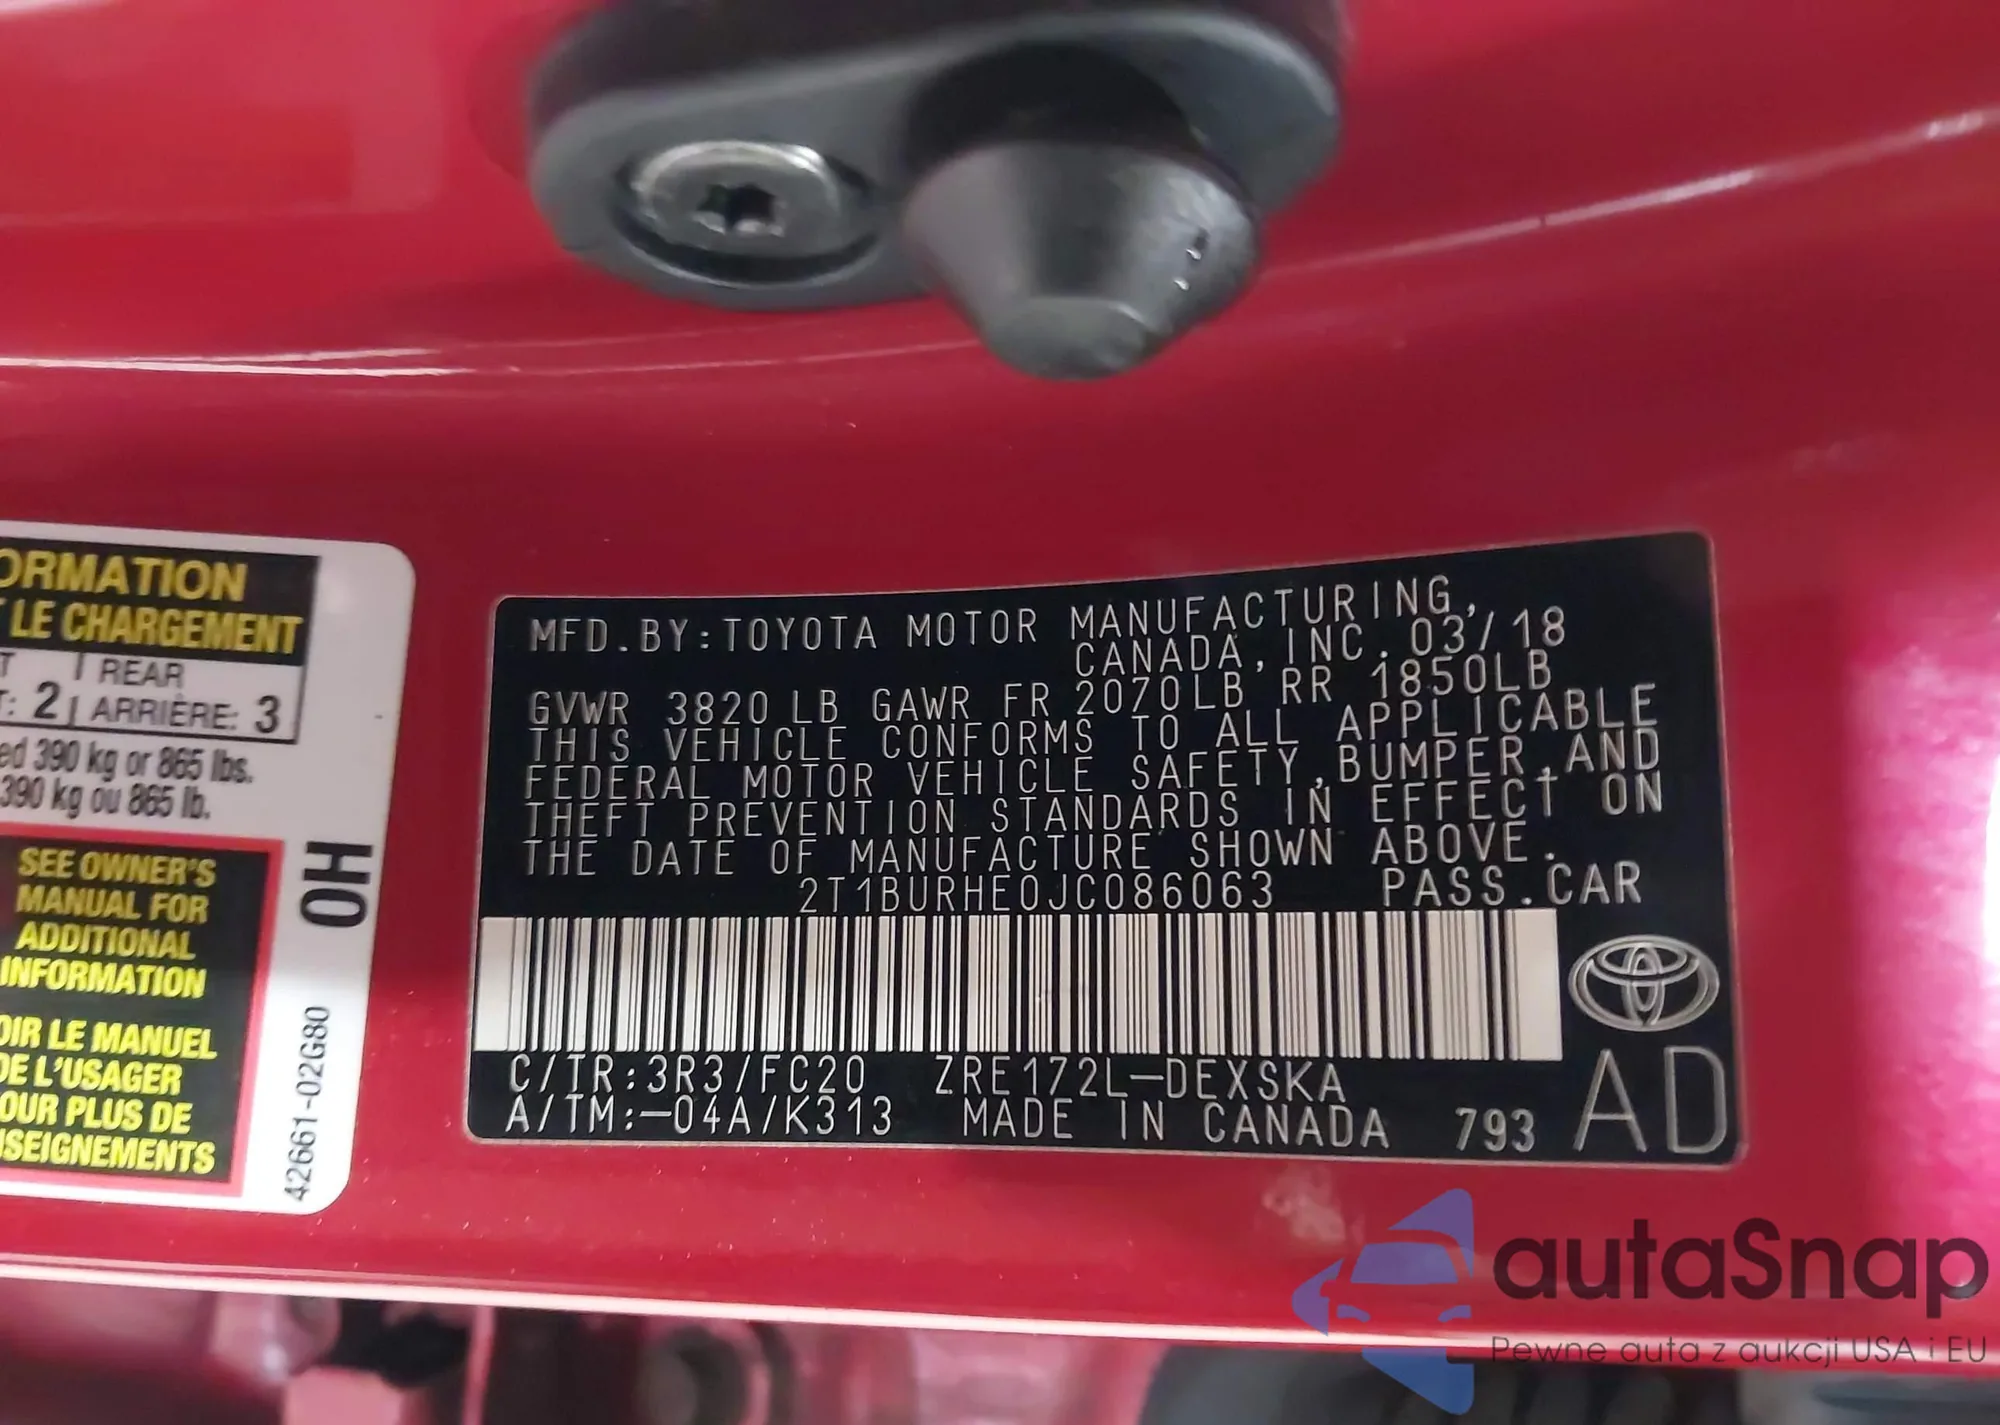 ORMATION
LE CHARGEMENT
REAR
2 ARRIÈRE: 3
ed 390 kg or 865 lbs.
390 kg ou 865 lb.
SEE OWNER'S
MANUAL FOR
ADDITIONAL
INFORMATION
OIR LE MANUEL
DE L'USAGER
OUR PLUS DE
NSEIGNEMENTS
OH
42661-02G80
MFD.BY:TOYOTA MOTOR MANUFACTURING,
CANADA,INC.03/18
GVWR 3820LB GAWR FR 2070LB RR 1850LB
THIS VEHICLE CONFORMS TO ALL APPLICABLE
FEDERAL MOTOR VEHICLE SAFETY,BUMPER,AND
THEFT PREVENTION STANDARDS IN EFFECT ON
THE DATE OF MANUFACTURE SHOWN ABOVE.
2T1BURHE0JC086063 PASS.CAR
C/TR:3R3/FC20 ZRE172L-DEXSKA
A/TM:-04A/K313 MADE IN CANADA 793 AD
autaSnap
Pewne auta z aukcji USA i EU